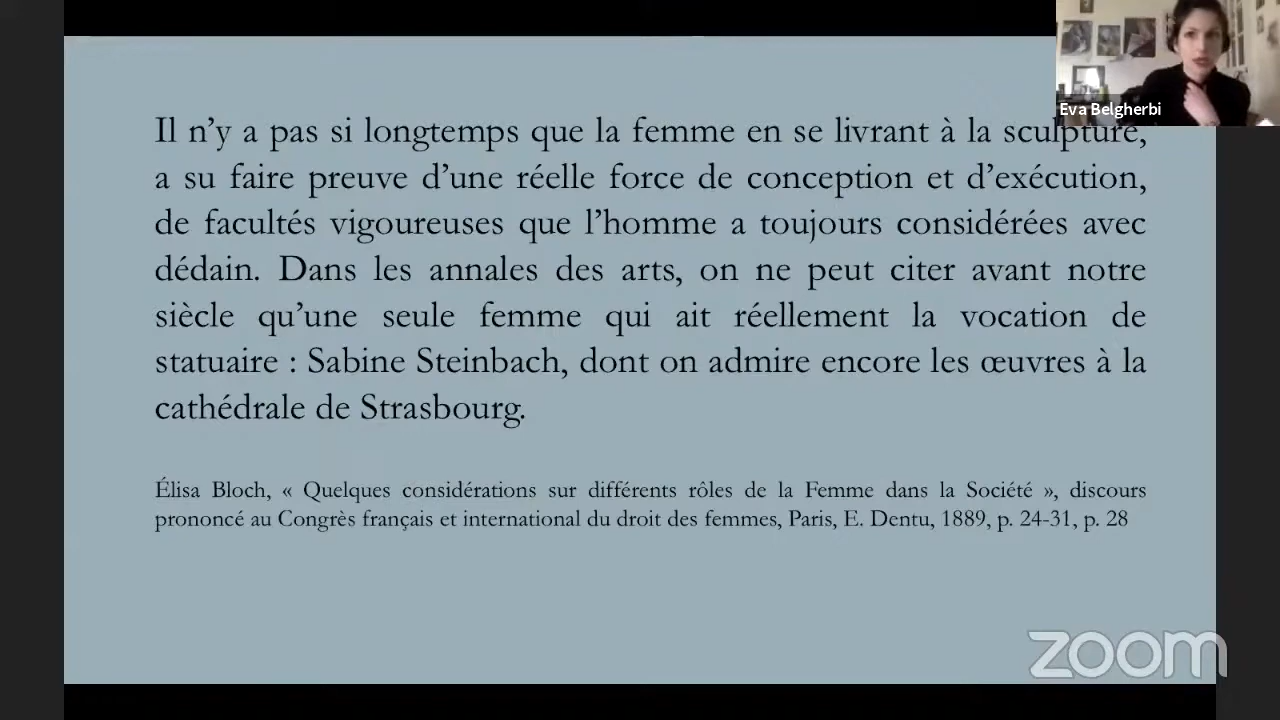 Eva Belgherbi
Il n’y a pas si longtemps que la femme en se livrant à la sculpture,
a su faire preuve d’une réelle force de conception et d’exécution,
de facultés vigoureuses que l’homme a toujours considérées avec
dédain. Dans les annales des arts, on ne peut citer avant notre
siècle qu’une seule femme qui ait réellement la vocation de
statuaire : Sabine Steinbach, dont on admire encore les œuvres à la
cathédrale de Strasbourg.
Élisa Bloch, « Quelques considérations sur différents rôles de la Femme dans la Société », discours
prononcé au Congrès français et international du droit des femmes, Paris, E. Dentu, 1889, p. 24-31, p. 28
zoom